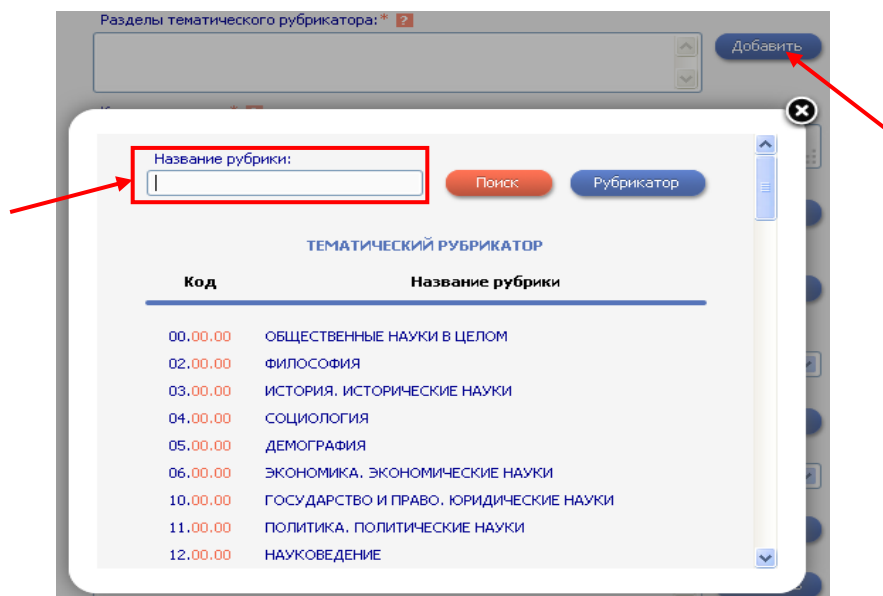 Разделы тематического рубрикатора:* ?
Добавить
Название рубрики:
Поиск
Рубрикатор
ТЕМАТИЧЕСКИЙ РУБРИКАТОР
Код Название рубрики
00.00.00 ОБЩЕСТВЕННЫЕ НАУКИ В ЦЕЛОМ
02.00.00 ФИЛОСОФИЯ
03.00.00 ИСТОРИЯ. ИСТОРИЧЕСКИЕ НАУКИ
04.00.00 СОЦИОЛОГИЯ
05.00.00 ДЕМОГРАФИЯ
06.00.00 ЭКОНОМИКА. ЭКОНОМИЧЕСКИЕ НАУКИ
10.00.00 ГОСУДАРСТВО И ПРАВО. ЮРИДИЧЕСКИЕ НАУКИ
11.00.00 ПОЛИТИКА. ПОЛИТИЧЕСКИЕ НАУКИ
12.00.00 НАУКОВЕДЕНИЕ